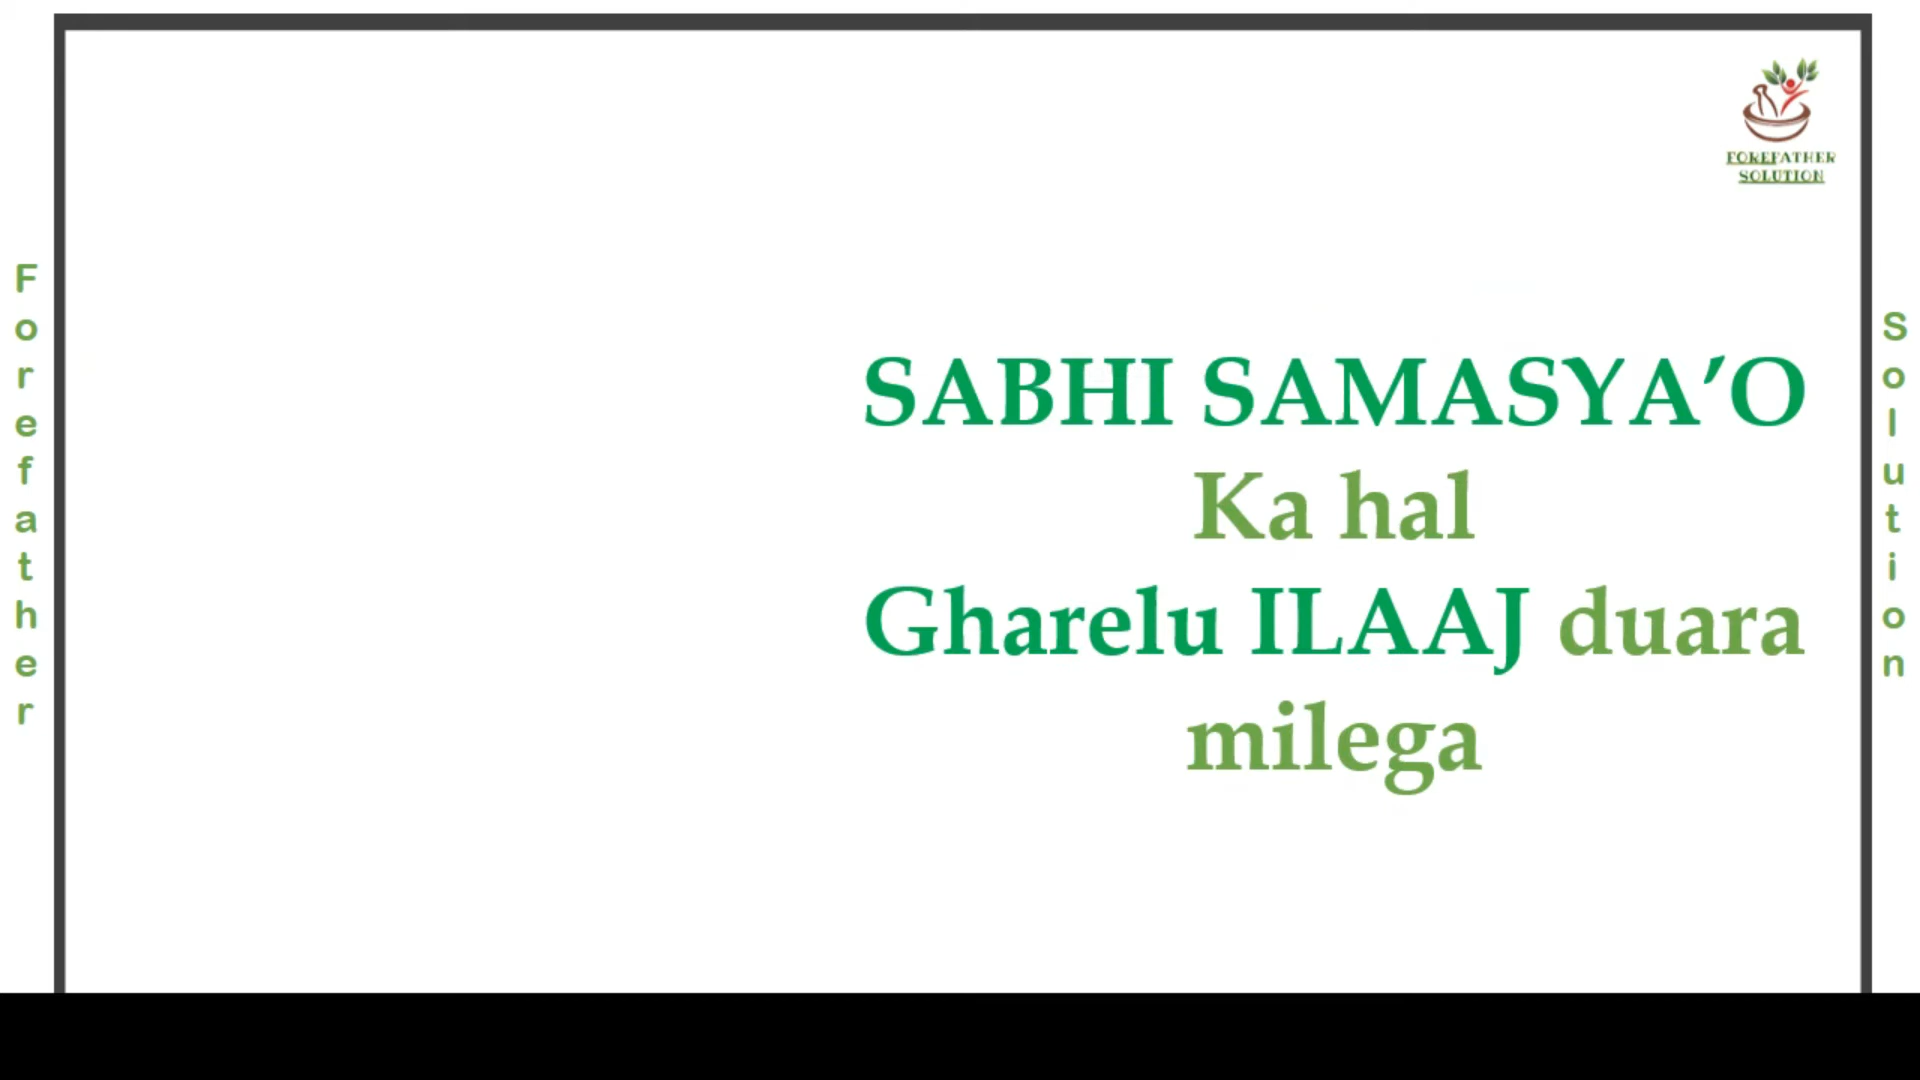 FOREFATHER
SOLUTION
Forefather
SABHI SAMASYA’O
Ka hal
Gharelu ILAAJ duara
milega
Solution